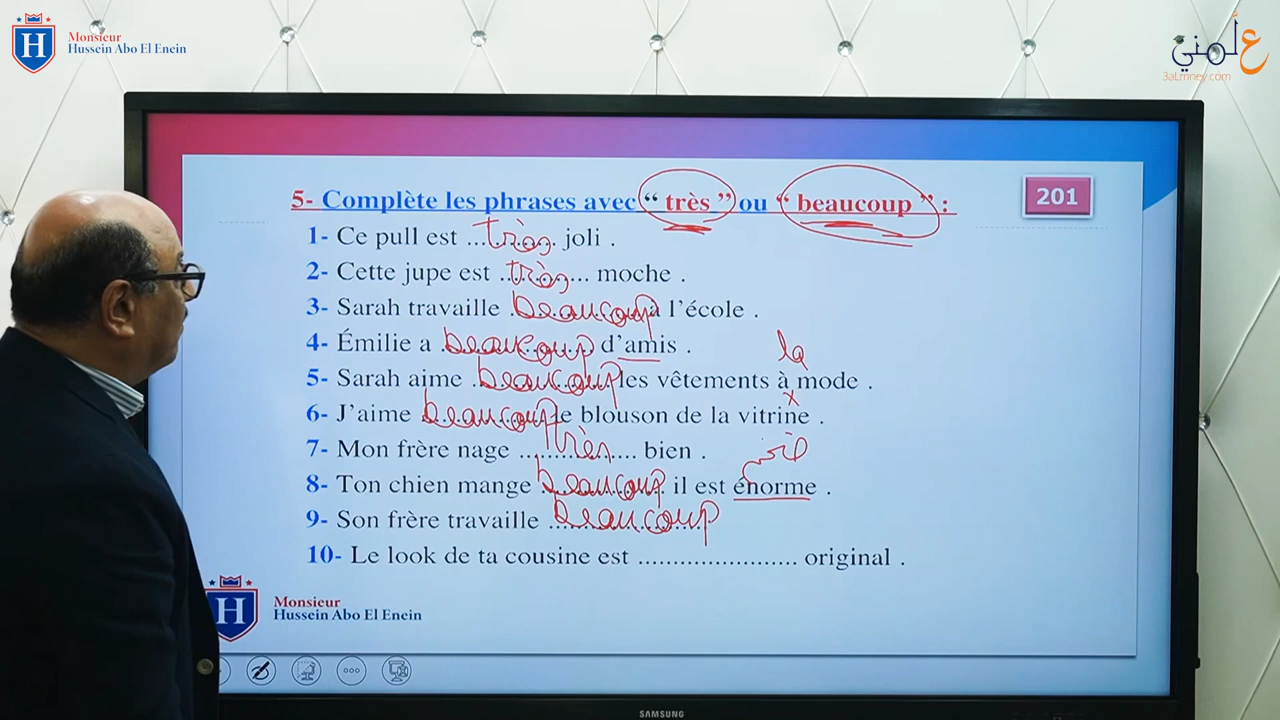 H
Monsieur
Hussein Abo El Enein
عَلمني
3aLmney.com
5- Complète les phrases avec “ très ” ou “ beaucoup ” :
201
1- Ce pull est ...très... joli .
2- Cette jupe est ...très... moche .
3- Sarah travaille .beaucoup à l’école .
4- Émilie a .beaucoup d’amis .
la
5- Sarah aime .beaucoup les vêtements à mode .
x
6- J’aime beaucoup le blouson de la vitrine .
7- Mon frère nage ...très... bien .
8- Ton chien mange .beaucoup. il est énorme .
9- Son frère travaille ...beaucoup
10- Le look de ta cousine est ....................... original .
H
Monsieur
Hussein Abo El Enein
SAMSUNG